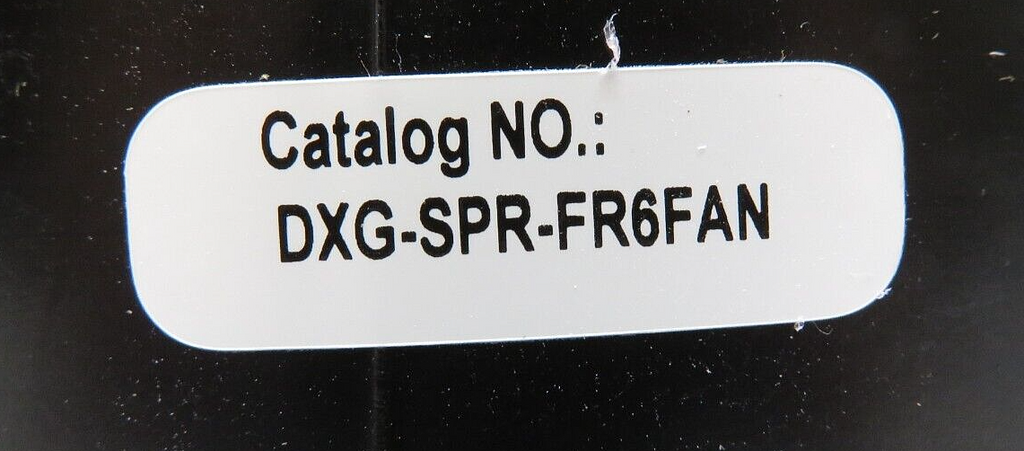 Catalog NO.:
DXG-SPR-FR6FAN